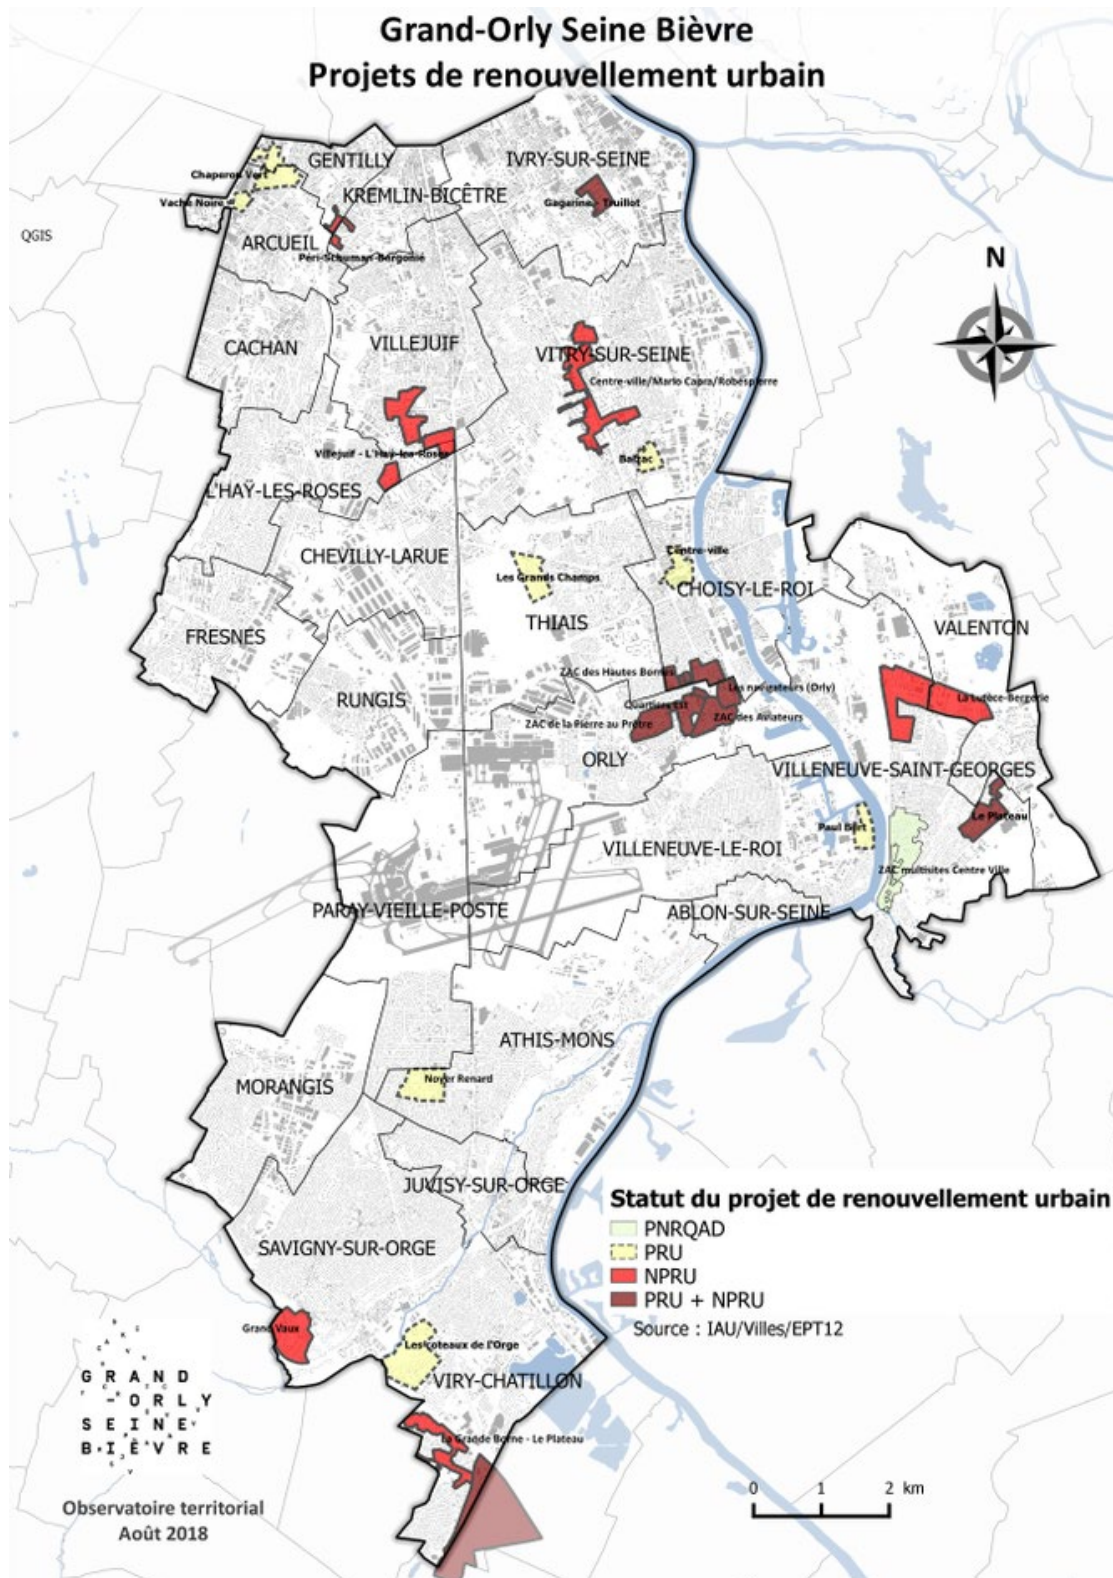 Grand-Orly Seine Bièvre
Projets de renouvellement urbain
GENTILLY
IVRY-SUR-SEINE
Chaperon Vert
KREMLIN-BICÊTRE
Vache Noire
Gagarine - Truillot
QGIS
ARCUEIL
Péri-Schuman-Bergonié
N
CACHAN
VILLEJUIF
VITRY-SUR-SEINE
Centre-ville/Mario Capra/Robespierre
Villejuif - L'Haÿ-les-Roses
Balzac
L'HAŸ-LES-ROSES
CHEVILLY-LARUE
Centre-ville
Les Grands Champs
CHOISY-LE-ROI
THIAIS
FRESNES
VALENTON
ZAC des Hautes Bornes
Les navigateurs (Orly)
La Lutèce-Bergerie
RUNGIS
Quartiers Est
ZAC de la Pierre au Prêtre
ZAC des Aviateurs
ORLY
VILLENEUVE-SAINT-GEORGES
Le Plateau
Paul Bert
VILLENEUVE-LE-ROI
ZAC multisites Centre Ville
PARAY-VIEILLE-POSTE
ABLON-SUR-SEINE
ATHIS-MONS
Noyer Renard
MORANGIS
JUVISY-SUR-ORGE
SAVIGNY-SUR-ORGE
Statut du projet de renouvellement urbain
PNRQAD
PRU
NPRU
PRU + NPRU
Source : IAU/Villes/EPT12
Grand Vaux
Les coteaux de l'Orge
VIRY-CHATILLON
La Grande Borne - Le Plateau
GRAND
-ORLY
SEINE
BIÈVRE
Observatoire territorial
Août 2018
0 1 2 km